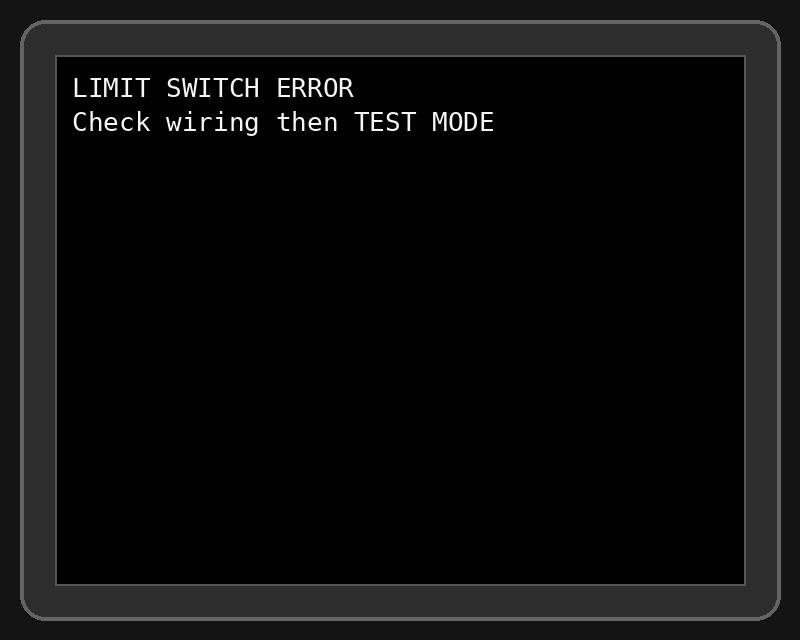 LIMIT SWITCH ERROR
Check wiring then TEST MODE